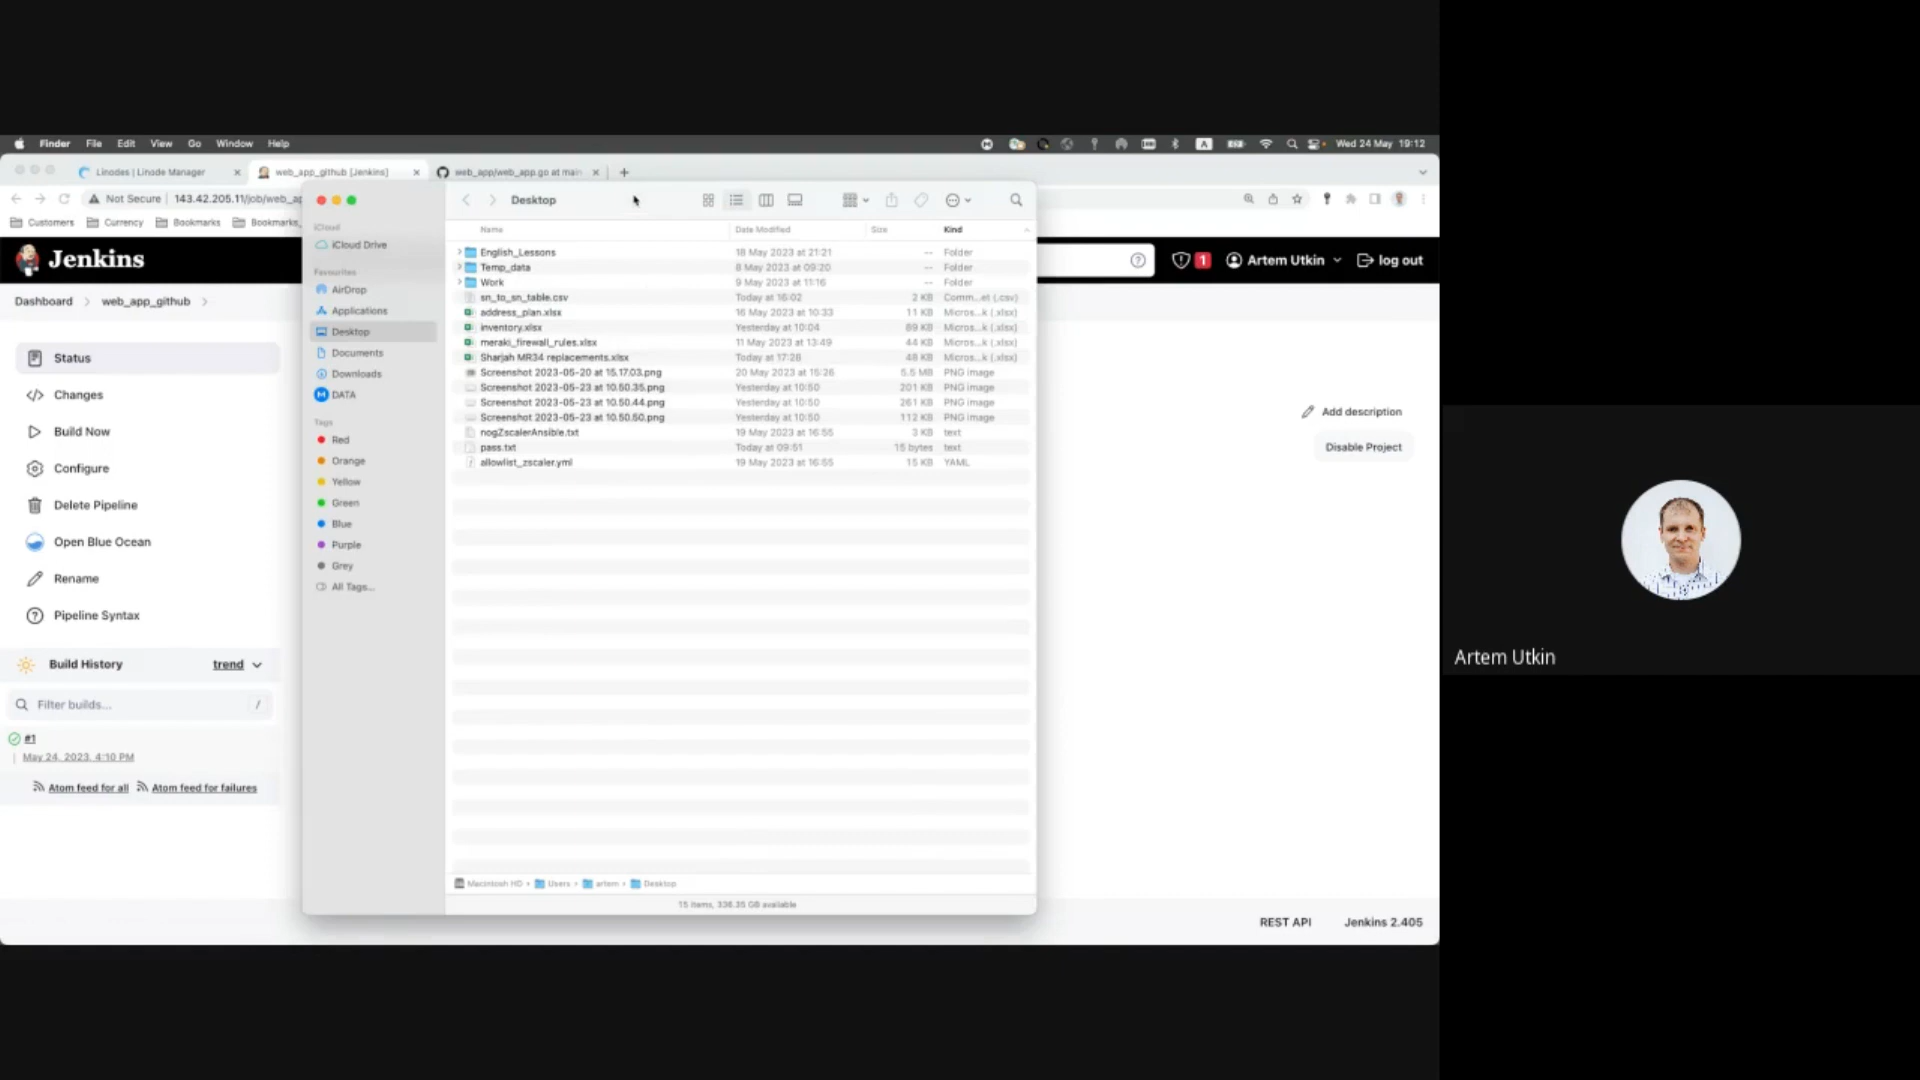 Finder File Edit View Go Window Help Wed 24 May 19:12
Linodes | Linode Manager
web_app_github [Jenkins]
web_app/web_app.go at main
Not Secure 143.42.205.11/job/web_ap
Customers Currency Bookmarks Bookmarks_
Jenkins
1 Artem Utkin log out
Dashboard web_app_github
Status
Changes
Build Now
Configure
Delete Pipeline
Open Blue Ocean
Rename
Pipeline Syntax
Build History trend
Filter builds... /
#1
May 24, 2023, 4:10 PM
Atom feed for all Atom feed for failures
iCloud
iCloud Drive
Favourites
AirDrop
Applications
Desktop
Documents
Downloads
DATA
Tags
Red
Orange
Yellow
Green
Blue
Purple
Grey
All Tags...
Desktop
Name Date Modified Size Kind
English_Lessons 18 May 2023 at 21:21 -- Folder
Temp_data 8 May 2023 at 09:20 -- Folder
Work 9 May 2023 at 11:16 -- Folder
sn_to_sn_table.csv Today at 16:02 2 KB Comm...et (.csv)
address_plan.xlsx 16 May 2023 at 10:33 11 KB Micros...k (.xlsx)
inventory.xlsx Yesterday at 10:04 89 KB Micros...k (.xlsx)
meraki_firewall_rules.xlsx 11 May 2023 at 13:49 44 KB Micros...k (.xlsx)
Sharjah MR34 replacements.xlsx Today at 17:28 48 KB Micros...k (.xlsx)
Screenshot 2023-05-20 at 15.17.03.png 20 May 2023 at 15:26 5.5 MB PNG image
Screenshot 2023-05-23 at 10.50.35.png Yesterday at 10:50 201 KB PNG image
Screenshot 2023-05-23 at 10.50.44.png Yesterday at 10:50 261 KB PNG image
Screenshot 2023-05-23 at 10.50.50.png Yesterday at 10:50 112 KB PNG image
nogZscalerAnsible.txt 19 May 2023 at 16:55 3 KB text
pass.txt Today at 09:51 15 bytes text
allowlist_zscaler.yml 19 May 2023 at 16:55 15 KB YAML
Macintosh HD Users artem Desktop
15 items, 336.35 GB available
Add description
Disable Project
REST API Jenkins 2.405
Artem Utkin